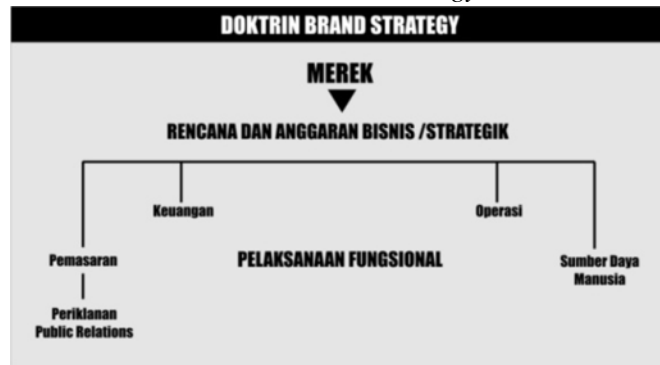 DOKTRIN BRAND STRATEGY
MEREK
RENCANA DAN ANGGARAN BISNIS /STRATEGIK
Keuangan
Operasi
Pemasaran
PELAKSANAAN FUNGSIONAL
Sumber Daya
Manusia
Periklanan
Public Relations